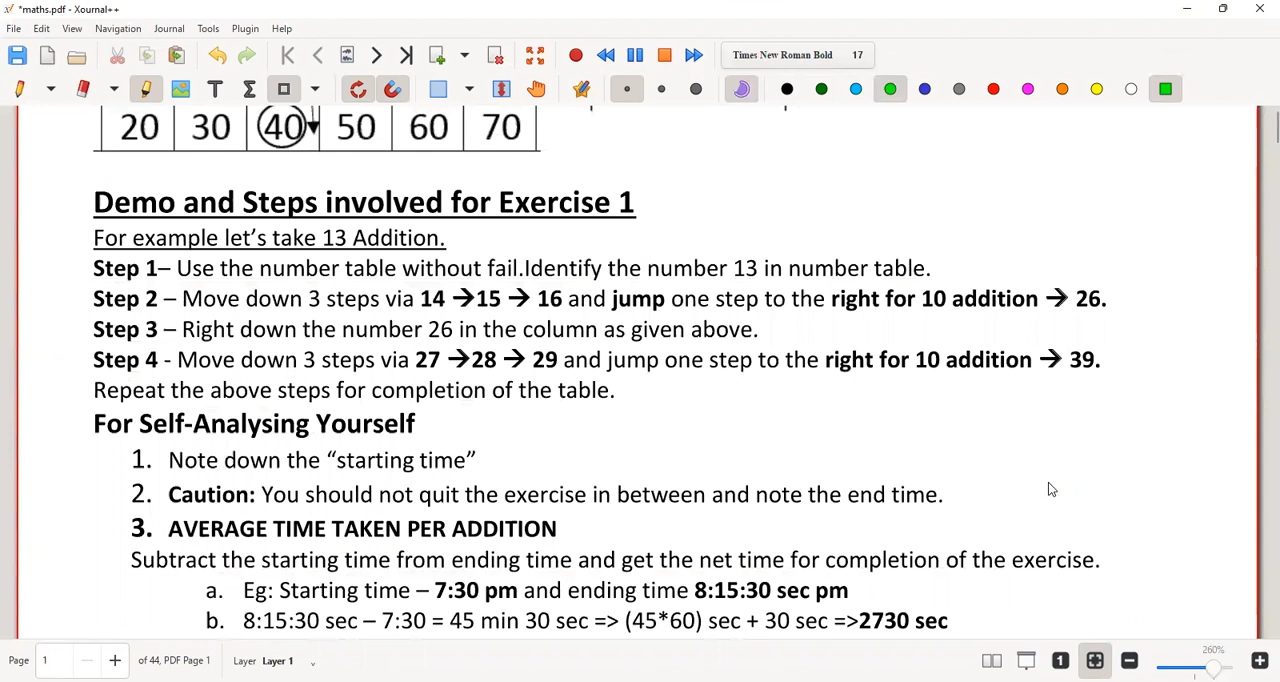 *maths.pdf - Xournal++
File Edit View Navigation Journal Tools Plugin Help
Times New Roman Bold 17
20 30 40 50 60 70
Demo and Steps involved for Exercise 1
For example let's take 13 Addition.
Step 1– Use the number table without fail.Identify the number 13 in number table.
Step 2 – Move down 3 steps via 14 →15 → 16 and jump one step to the right for 10 addition → 26.
Step 3 – Right down the number 26 in the column as given above.
Step 4 - Move down 3 steps via 27 →28 → 29 and jump one step to the right for 10 addition → 39.
Repeat the above steps for completion of the table.
For Self-Analysing Yourself
1. Note down the “starting time”
2. Caution: You should not quit the exercise in between and note the end time.
3. AVERAGE TIME TAKEN PER ADDITION
Subtract the starting time from ending time and get the net time for completion of the exercise.
a. Eg: Starting time – 7:30 pm and ending time 8:15:30 sec pm
b. 8:15:30 sec – 7:30 = 45 min 30 sec => (45*60) sec + 30 sec =>2730 sec
Page 1 of 44, PDF Page 1 Layer Layer 1 260%